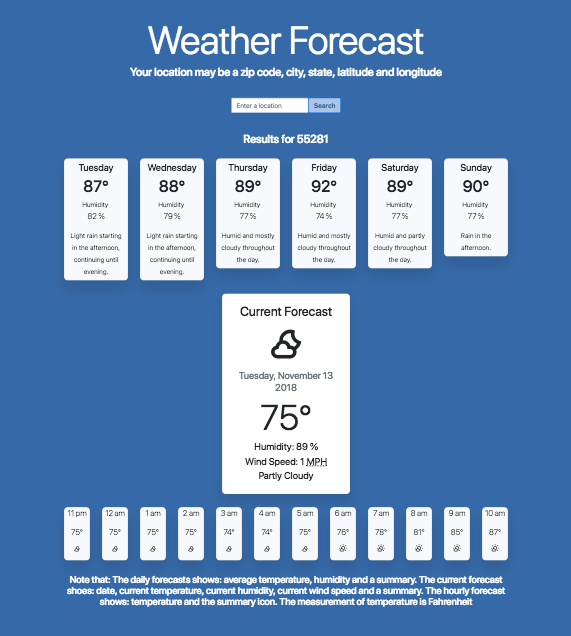 Weather Forecast
Your location may be a zip code, city, state, latitude and longitude
Enter a location Search
Results for 55281
Tuesday
87°
Humidity
82 %
Light rain starting
in the afternoon,
continuing until
evening.
Wednesday
88°
Humidity
79 %
Light rain starting
in the afternoon,
continuing until
evening.
Thursday
89°
Humidity
77 %
Humid and mostly
cloudy throughout
the day.
Friday
92°
Humidity
74 %
Humid and mostly
cloudy throughout
the day.
Saturday
89°
Humidity
77 %
Humid and partly
cloudy throughout
the day.
Sunday
90°
Humidity
77 %
Rain in the
afternoon.
Current Forecast
Tuesday, November 13
2018
75°
Humidity: 89 %
Wind Speed: 1 MPH
Partly Cloudy
11 pm
75°
12 am
75°
1 am
75°
2 am
75°
3 am
74°
4 am
74°
5 am
75°
6 am
76°
7 am
78°
8 am
81°
9 am
85°
10 am
87°
Note that: The daily forecasts shows: average temperature, humidity and a summary. The current forecast
shoes: date, current temperature, current humidity, current wind speed and a summary. The hourly forecast
shows: temperature and the summary icon. The measurement of temperature is Fahrenheit